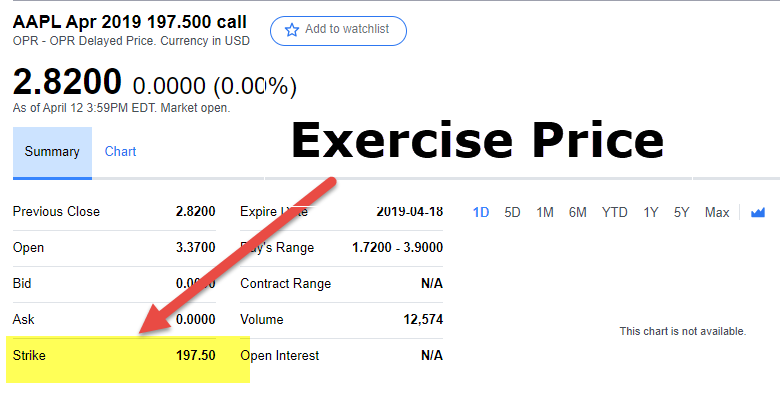 AAPL Apr 2019 197.500 call
OPR - OPR Delayed Price. Currency in USD
Add to watchlist
2.8200 0.0000 (0.00%)
As of April 12 3:59PM EDT. Market open.
Exercise Price
Summary Chart
Previous Close 2.8200 Expire Date 2019-04-18
1D 5D 1M 6M YTD 1Y 5Y Max
Open 3.3700 Day's Range 1.7200 - 3.9000
Bid 0.0000 Contract Range N/A
Ask 0.0000 Volume 12,574
This chart is not available.
Strike 197.50 Open Interest N/A